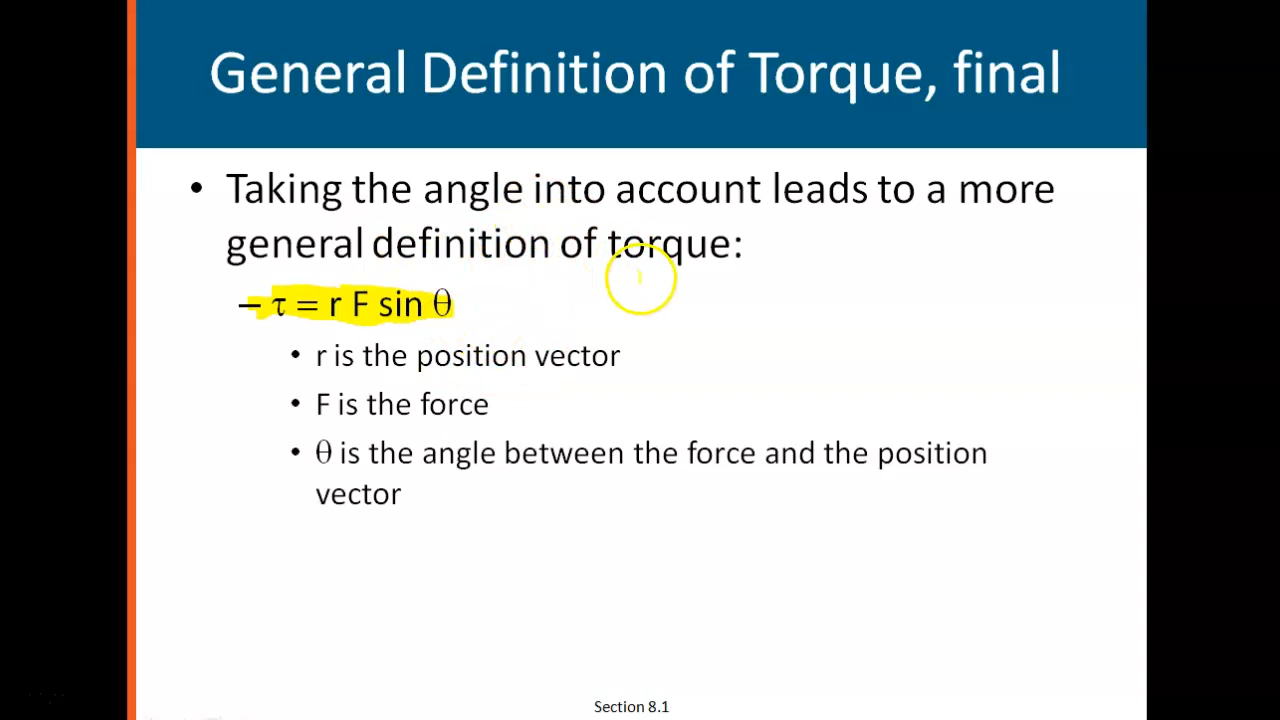 General Definition of Torque, final
• Taking the angle into account leads to a more
general definition of torque:
– τ = r F sin θ
• r is the position vector
• F is the force
• θ is the angle between the force and the position
vector
Section 8.1